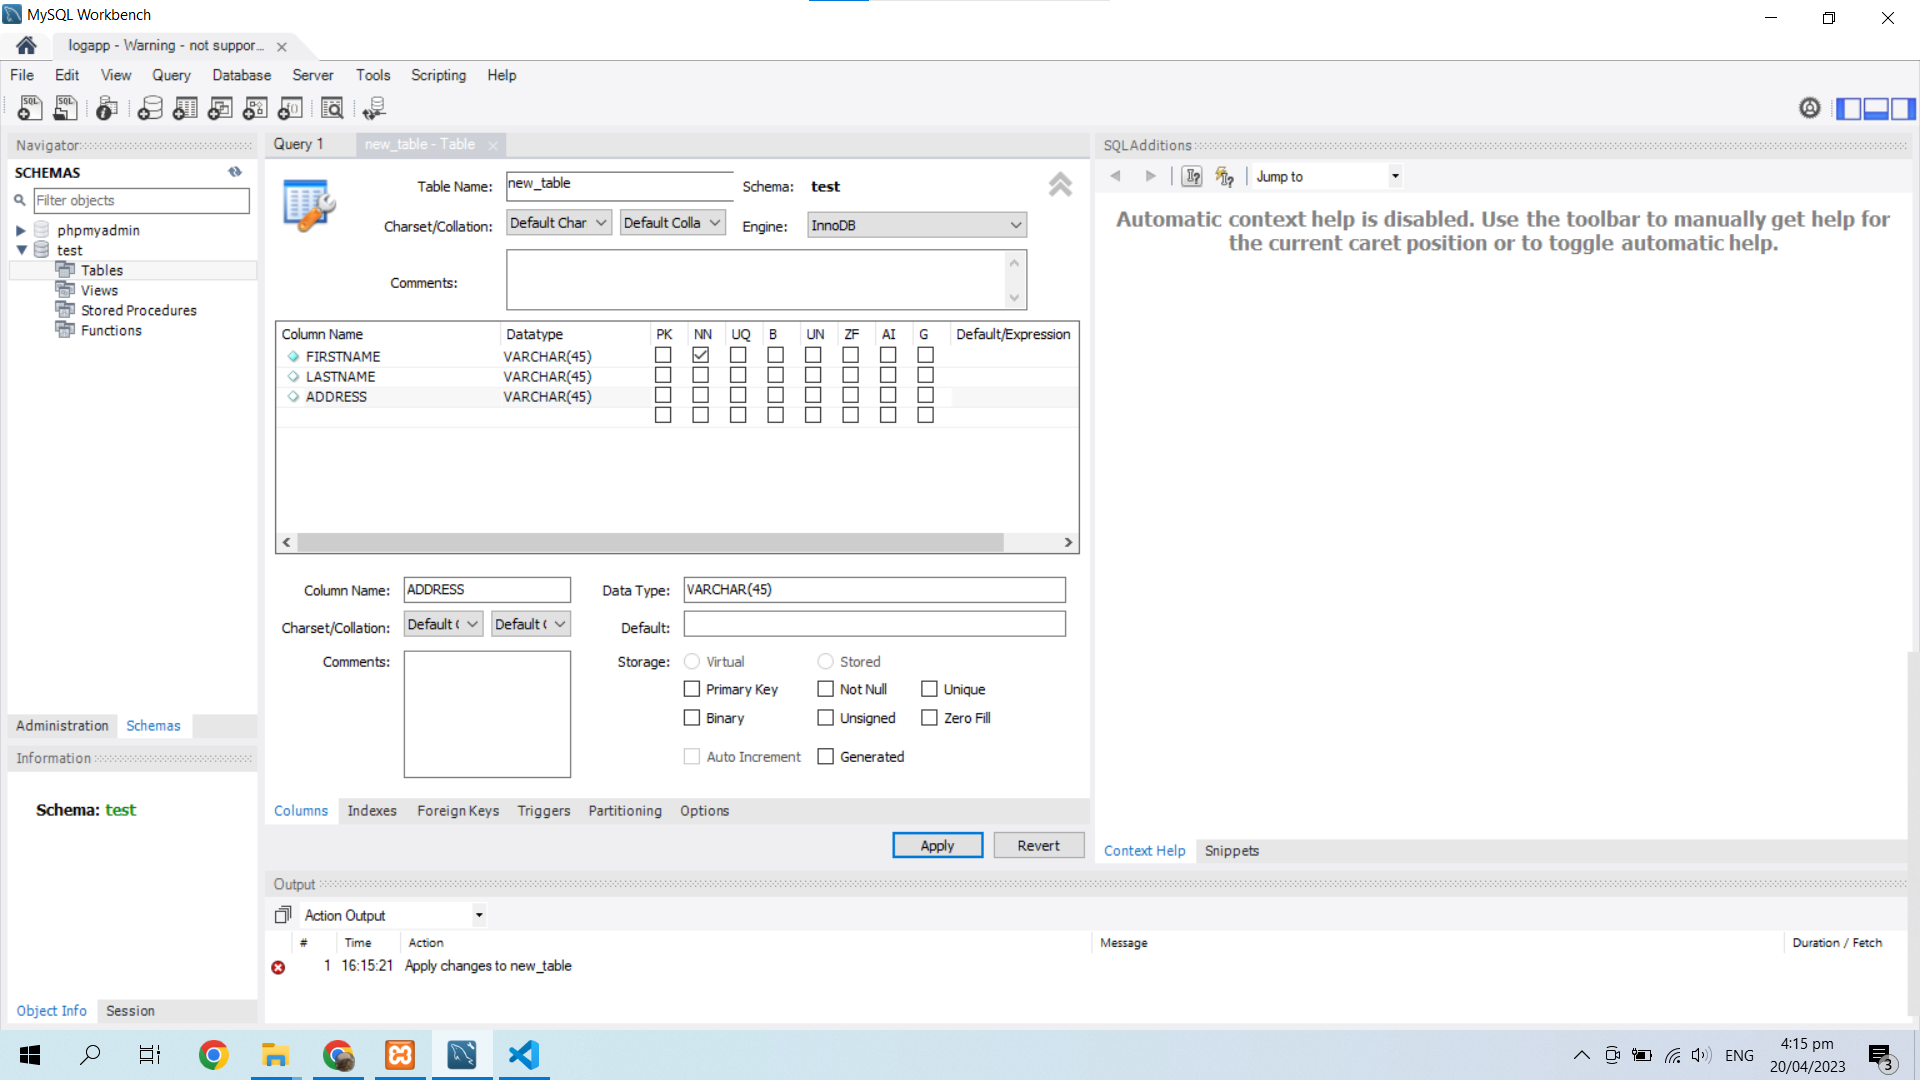 MySQL Workbench
logapp - Warning - not suppor...
File Edit View Query Database Server Tools Scripting Help
Navigator
SCHEMAS
Filter objects
phpmyadmin
test
Tables
Views
Stored Procedures
Functions
Administration Schemas
Information
Schema: test
Object Info Session
Query 1 new_table - Table
Table Name: new_table Schema: test
Charset/Collation: Default Char Default Colla Engine: InnoDB
Comments:
Column Name Datatype PK NN UQ B UN ZF AI G Default/Expression
FIRSTNAME VARCHAR(45)
LASTNAME VARCHAR(45)
ADDRESS VARCHAR(45)
Column Name: ADDRESS Data Type: VARCHAR(45)
Charset/Collation: Default C Default C Default:
Comments: Storage: Virtual Stored
Primary Key Not Null Unique
Binary Unsigned Zero Fill
Auto Increment Generated
Columns Indexes Foreign Keys Triggers Partitioning Options
Apply Revert
SQLAdditions
Jump to
Automatic context help is disabled. Use the toolbar to manually get help for
the current caret position or to toggle automatic help.
Context Help Snippets
Output
Action Output
# Time Action Message Duration / Fetch
1 16:15:21 Apply changes to new_table
ENG
4:15 pm
20/04/2023
3